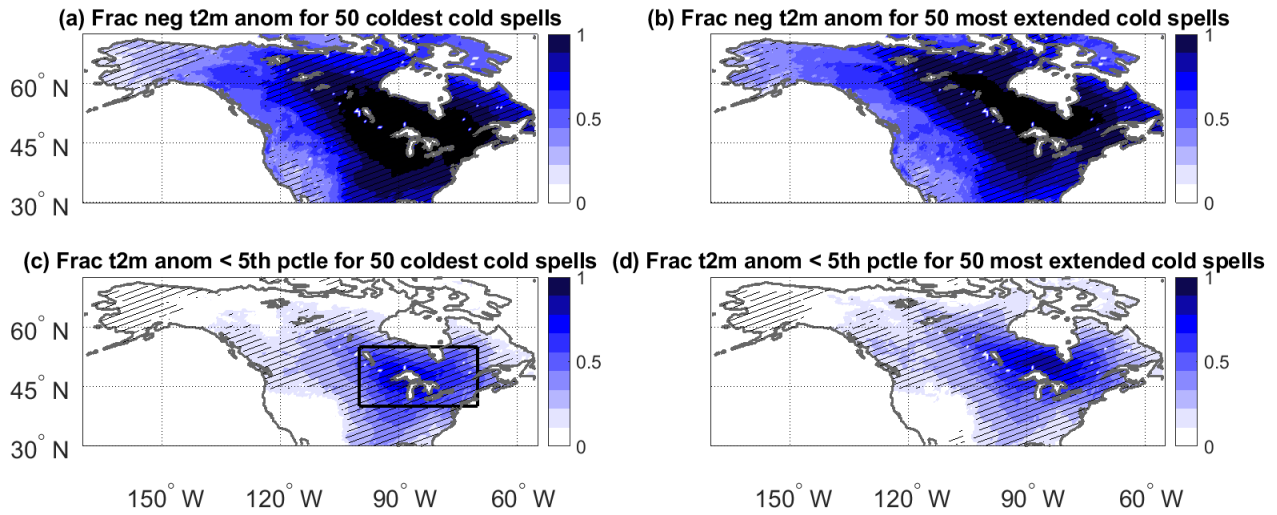 (a) Frac neg t2m anom for 50 coldest cold spells
(b) Frac neg t2m anom for 50 most extended cold spells
1
0.5
0
1
0.5
0
60° N
45° N
30° N
(c) Frac t2m anom < 5th pctle for 50 coldest cold spells
(d) Frac t2m anom < 5th pctle for 50 most extended cold spells
1
0.5
0
1
0.5
0
60° N
45° N
30° N
150° W
120° W
90° W
60° W
150° W
120° W
90° W
60° W